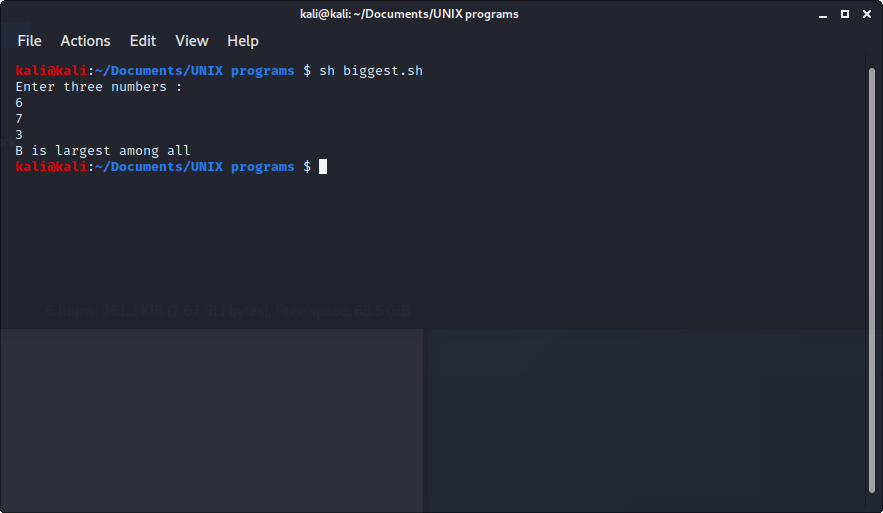 kali@kali: ~/Documents/UNIX programs
File Actions Edit View Help
kali@kali:~/Documents/UNIX programs $ sh biggest.sh
Enter three numbers :
6
7
3
B is largest among all
kali@kali:~/Documents/UNIX programs $